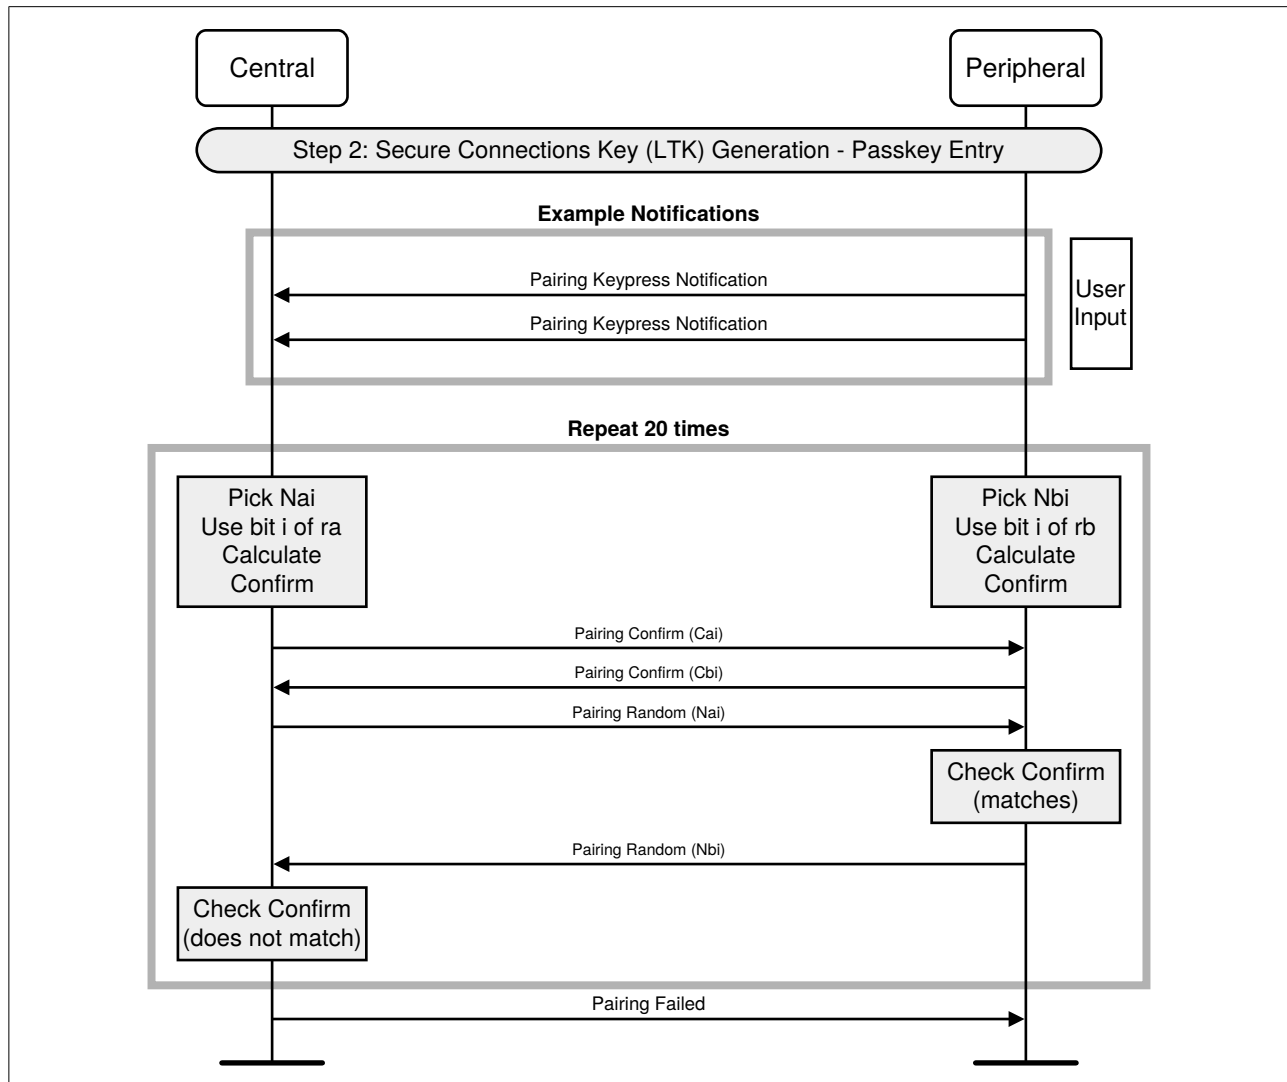 Central
Peripheral
Step 2: Secure Connections Key (LTK) Generation - Passkey Entry
Example Notifications
Pairing Keypress Notification
Pairing Keypress Notification
User
Input
Repeat 20 times
Pick Nai
Use bit i of ra
Calculate
Confirm
Pick Nbi
Use bit i of rb
Calculate
Confirm
Pairing Confirm (Cai)
Pairing Confirm (Cbi)
Pairing Random (Nai)
Check Confirm
(matches)
Pairing Random (Nbi)
Check Confirm
(does not match)
Pairing Failed